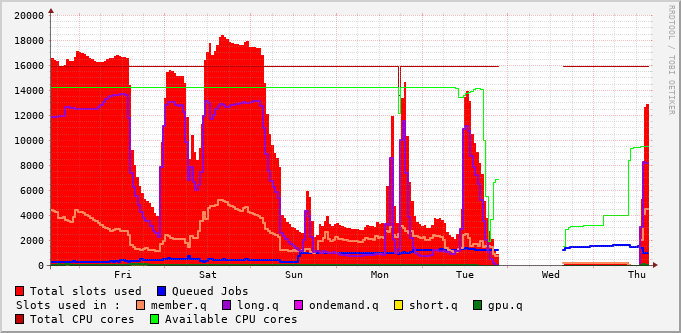 RRDTOOL / TOBI OETIKER
20000
18000
16000
14000
12000
10000
8000
6000
4000
2000
0
Fri Sat Sun Mon Tue Wed Thu
Total slots used Queued Jobs
Slots used in : member.q long.q ondemand.q short.q gpu.q
Total CPU cores Available CPU cores